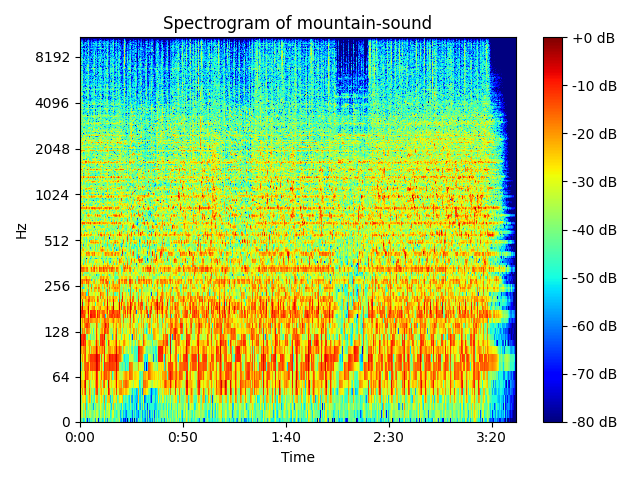 Spectrogram of mountain-sound
8192
4096
2048
1024
512
256
128
64
0
Hz
0:00
0:50
1:40
2:30
3:20
Time
+0 dB
-10 dB
-20 dB
-30 dB
-40 dB
-50 dB
-60 dB
-70 dB
-80 dB